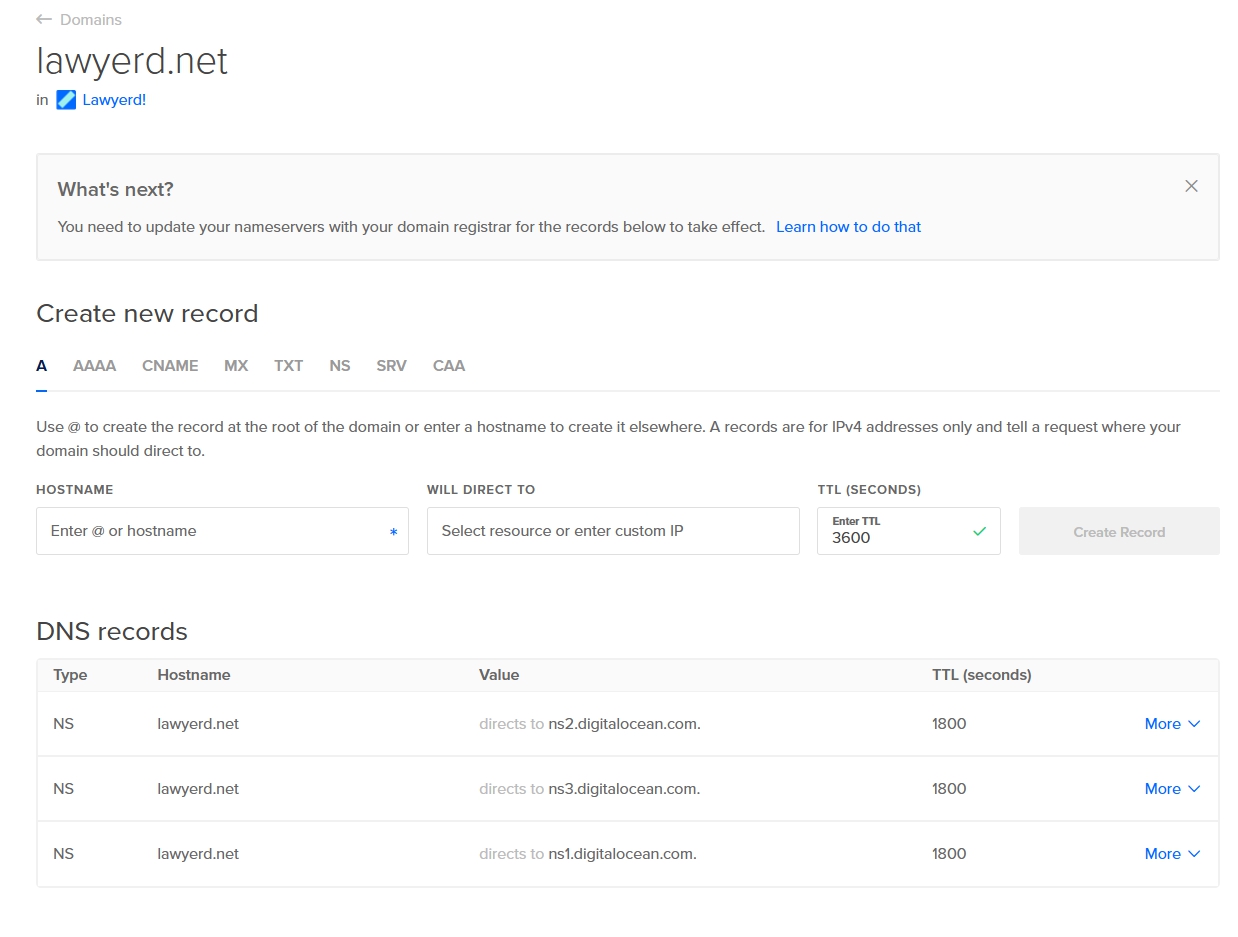 ← Domains
lawyerd.net
in Lawyerd!
What's next?
You need to update your nameservers with your domain registrar for the records below to take effect. Learn how to do that
Create new record
A AAAA CNAME MX TXT NS SRV CAA
Use @ to create the record at the root of the domain or enter a hostname to create it elsewhere. A records are for IPv4 addresses only and tell a request where your
domain should direct to.
HOSTNAME WILL DIRECT TO TTL (SECONDS)
Enter @ or hostname * Select resource or enter custom IP Enter TTL
3600 Create Record
DNS records
Type Hostname Value TTL (seconds)
NS lawyerd.net directs to ns2.digitalocean.com. 1800 More
NS lawyerd.net directs to ns3.digitalocean.com. 1800 More
NS lawyerd.net directs to ns1.digitalocean.com. 1800 More